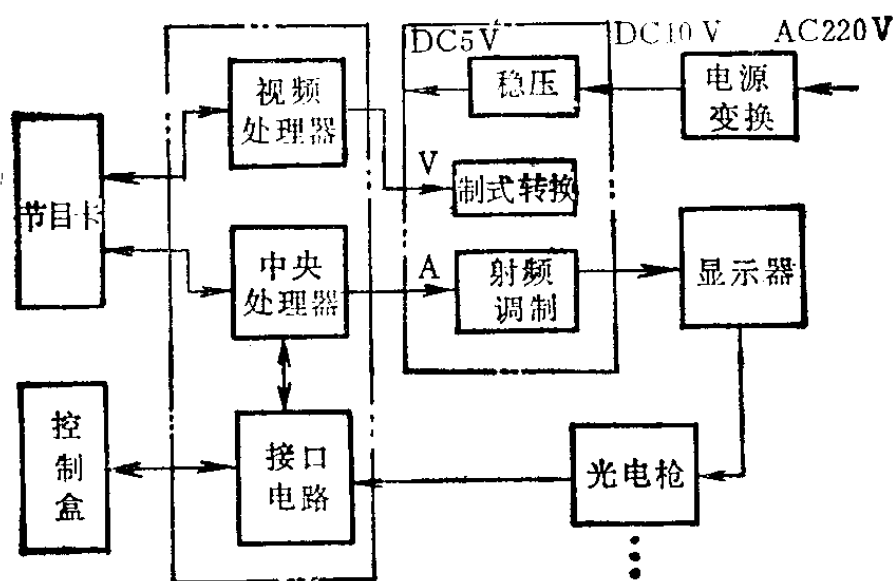 DC5V
DC10V
AC220V
视频
处理器
稳压
电源
变换
V
制式转换
节目卡
中央
处理器
A
射频
调制
显示器
控
制
盒
接口
电路
光电枪